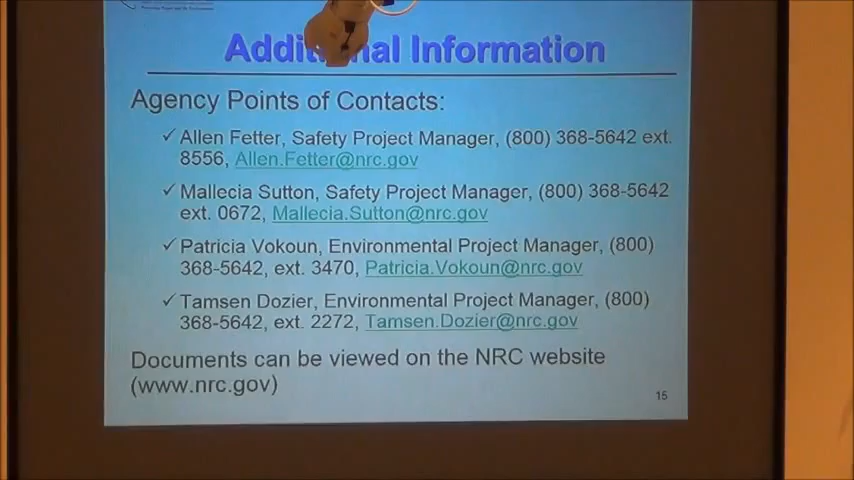 Additional Information
Agency Points of Contacts:
✓ Allen Fetter, Safety Project Manager, (800) 368-5642 ext.
8556, Allen.Fetter@nrc.gov
✓ Mallecia Sutton, Safety Project Manager, (800) 368-5642
ext. 0672, Mallecia.Sutton@nrc.gov
✓ Patricia Vokoun, Environmental Project Manager, (800)
368-5642, ext. 3470, Patricia.Vokoun@nrc.gov
✓ Tamsen Dozier, Environmental Project Manager, (800)
368-5642, ext. 2272, Tamsen.Dozier@nrc.gov
Documents can be viewed on the NRC website
(www.nrc.gov)
15